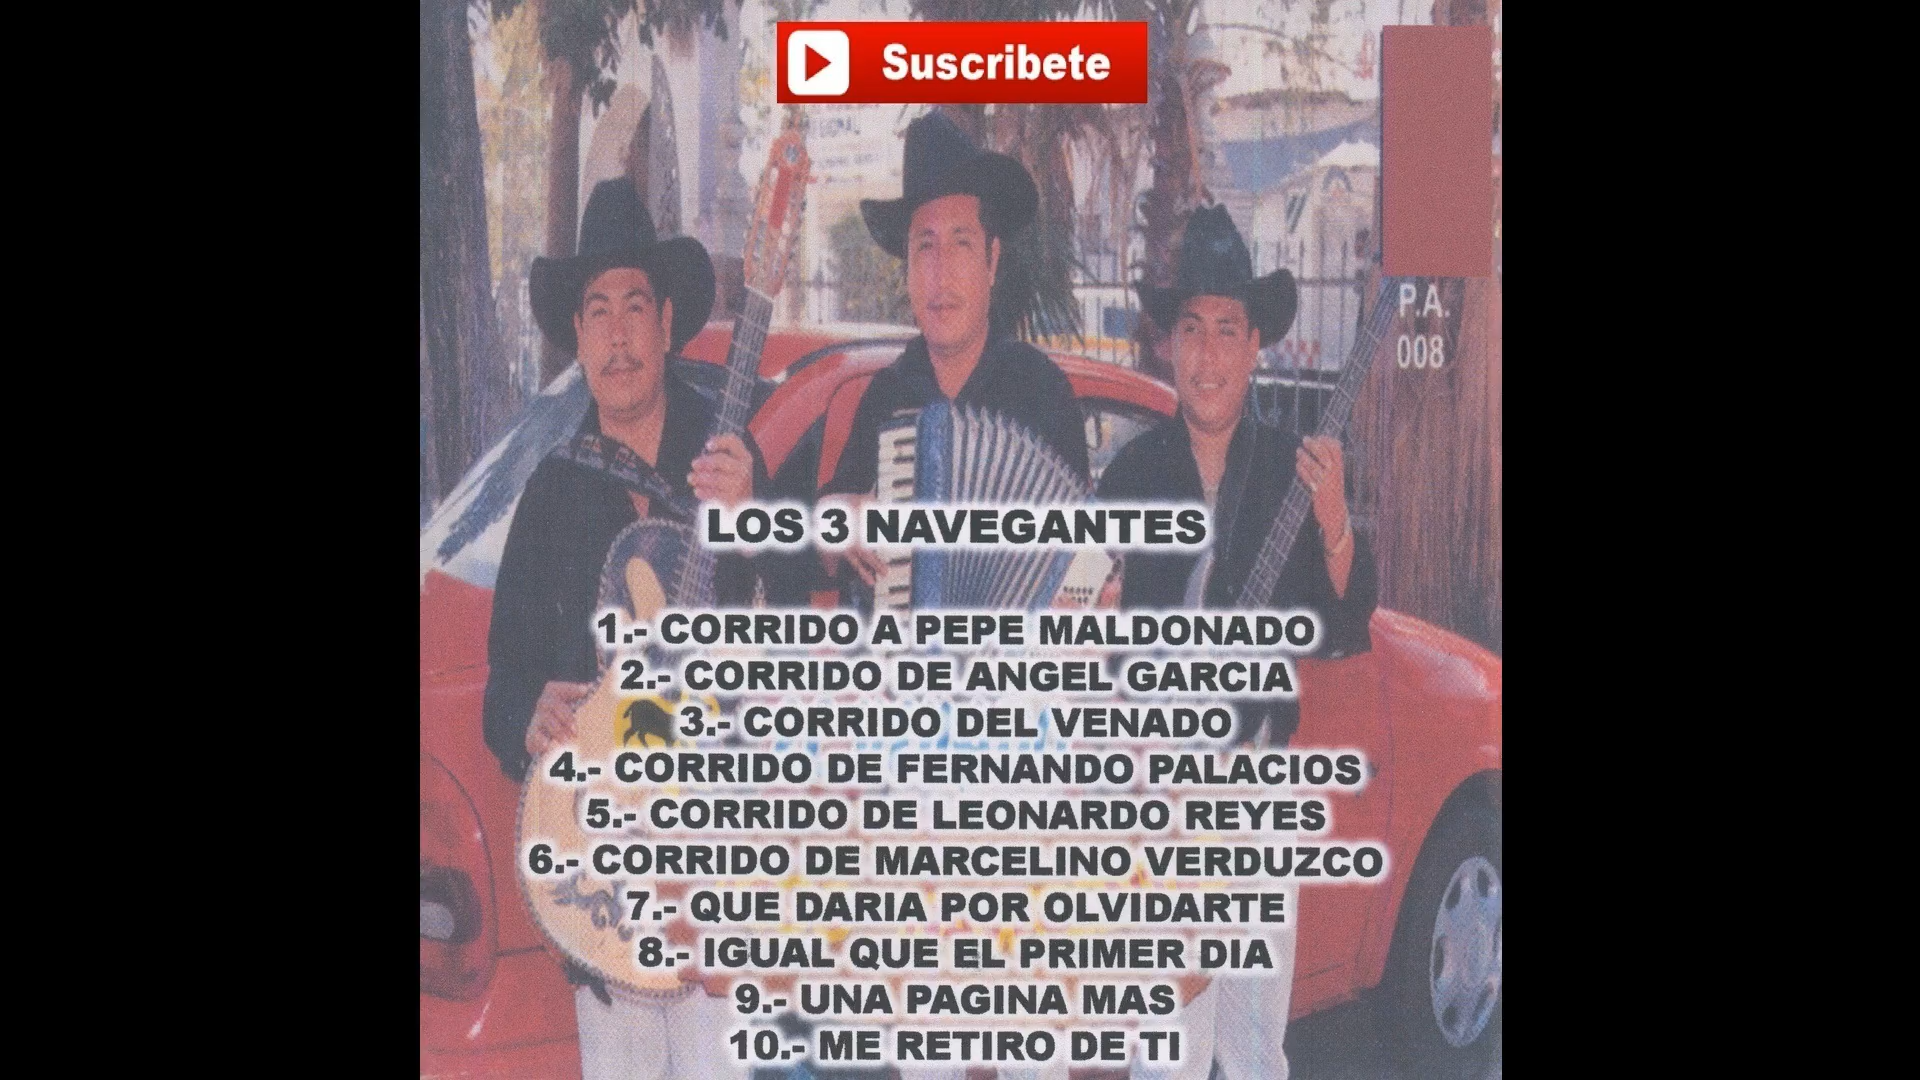 Suscribete
P.A.
008
LOS 3 NAVEGANTES
1.- CORRIDO A PEPE MALDONADO
2.- CORRIDO DE ANGEL GARCIA
3.- CORRIDO DEL VENADO
4.- CORRIDO DE FERNANDO PALACIOS
5.- CORRIDO DE LEONARDO REYES
6.- CORRIDO DE MARCELINO VERDUZCO
7.- QUE DARIA POR OLVIDARTE
8.- IGUAL QUE EL PRIMER DIA
9.- UNA PAGINA MAS
10.- ME RETIRO DE TI